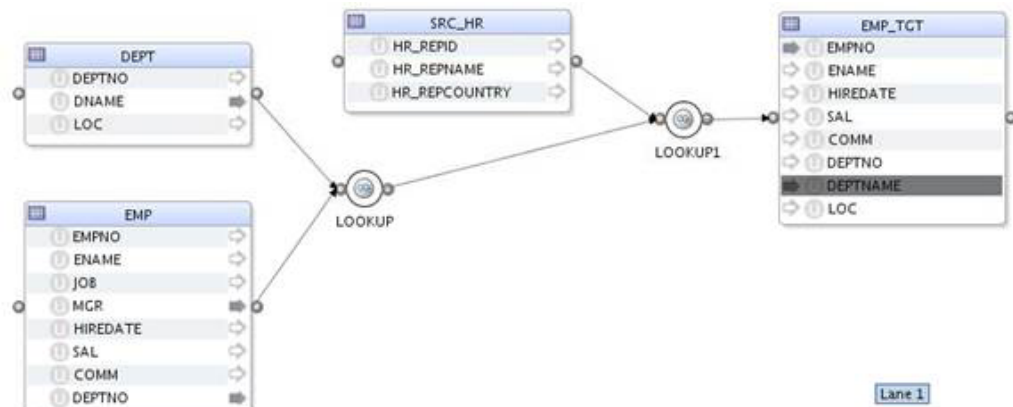 DEPT
DEPTNO
DNAME
LOC
SRC_HR
HR_REPID
HR_REPNAME
HR_REPCOUNTRY
EMP_TGT
EMPNO
ENAME
HIREDATE
SAL
COMM
DEPTNO
DEPTNAME
LOC
LOOKUP1
LOOKUP
EMP
EMPNO
ENAME
JOB
MGR
HIREDATE
SAL
COMM
DEPTNO
Lane 1